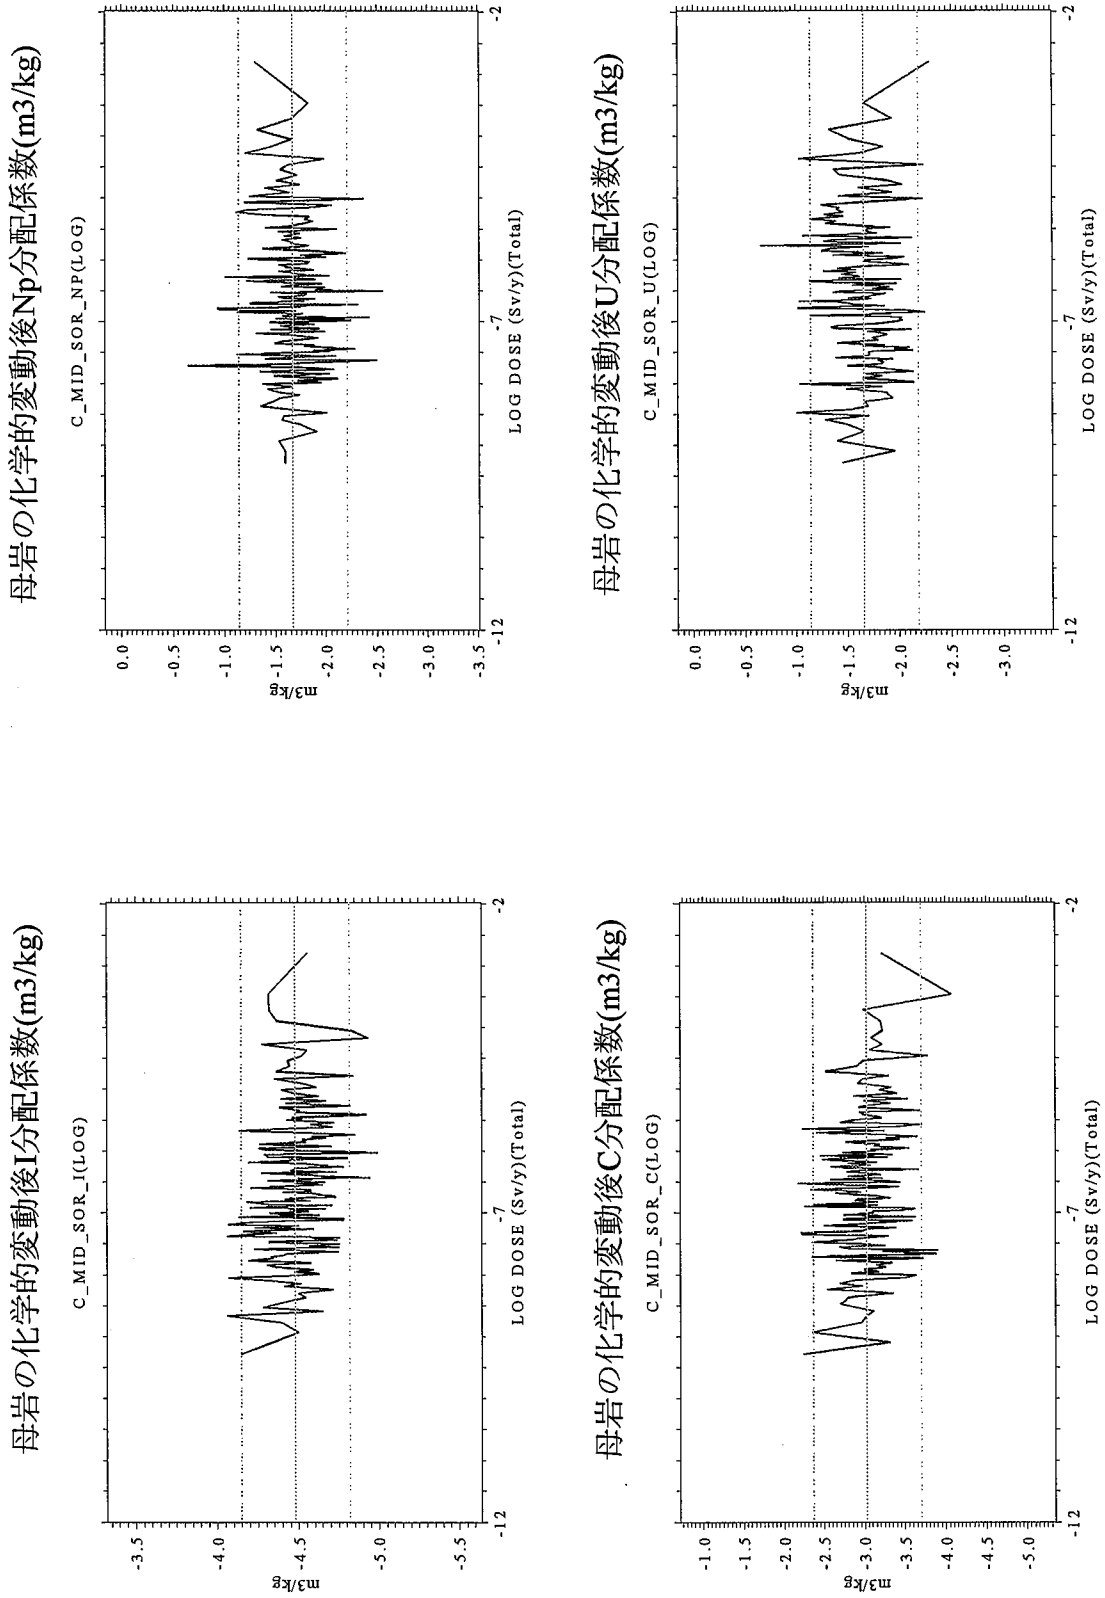 母岩の化学的変動後I分配係数(m3/kg)
C_MID_SOR_I(LOG)
m3/kg
-3.5
-4.0
-4.5
-5.0
-5.5
-12
-7
-2
LOG DOSE (Sv/y)(Total)
母岩の化学的変動後Np分配係数(m3/kg)
C_MID_SOR_NP(LOG)
m3/kg
0.0
-0.5
-1.0
-1.5
-2.0
-2.5
-3.0
-3.5
-12
-7
-2
LOG DOSE (Sv/y)(Total)
母岩の化学的変動後C分配係数(m3/kg)
C_MID_SOR_C(LOG)
m3/kg
-1.0
-1.5
-2.0
-2.5
-3.0
-3.5
-4.0
-4.5
-5.0
-12
-7
-2
LOG DOSE (Sv/y)(Total)
母岩の化学的変動後U分配係数(m3/kg)
C_MID_SOR_U(LOG)
m3/kg
0.0
-0.5
-1.0
-1.5
-2.0
-2.5
-3.0
-12
-7
-2
LOG DOSE (Sv/y)(Total)